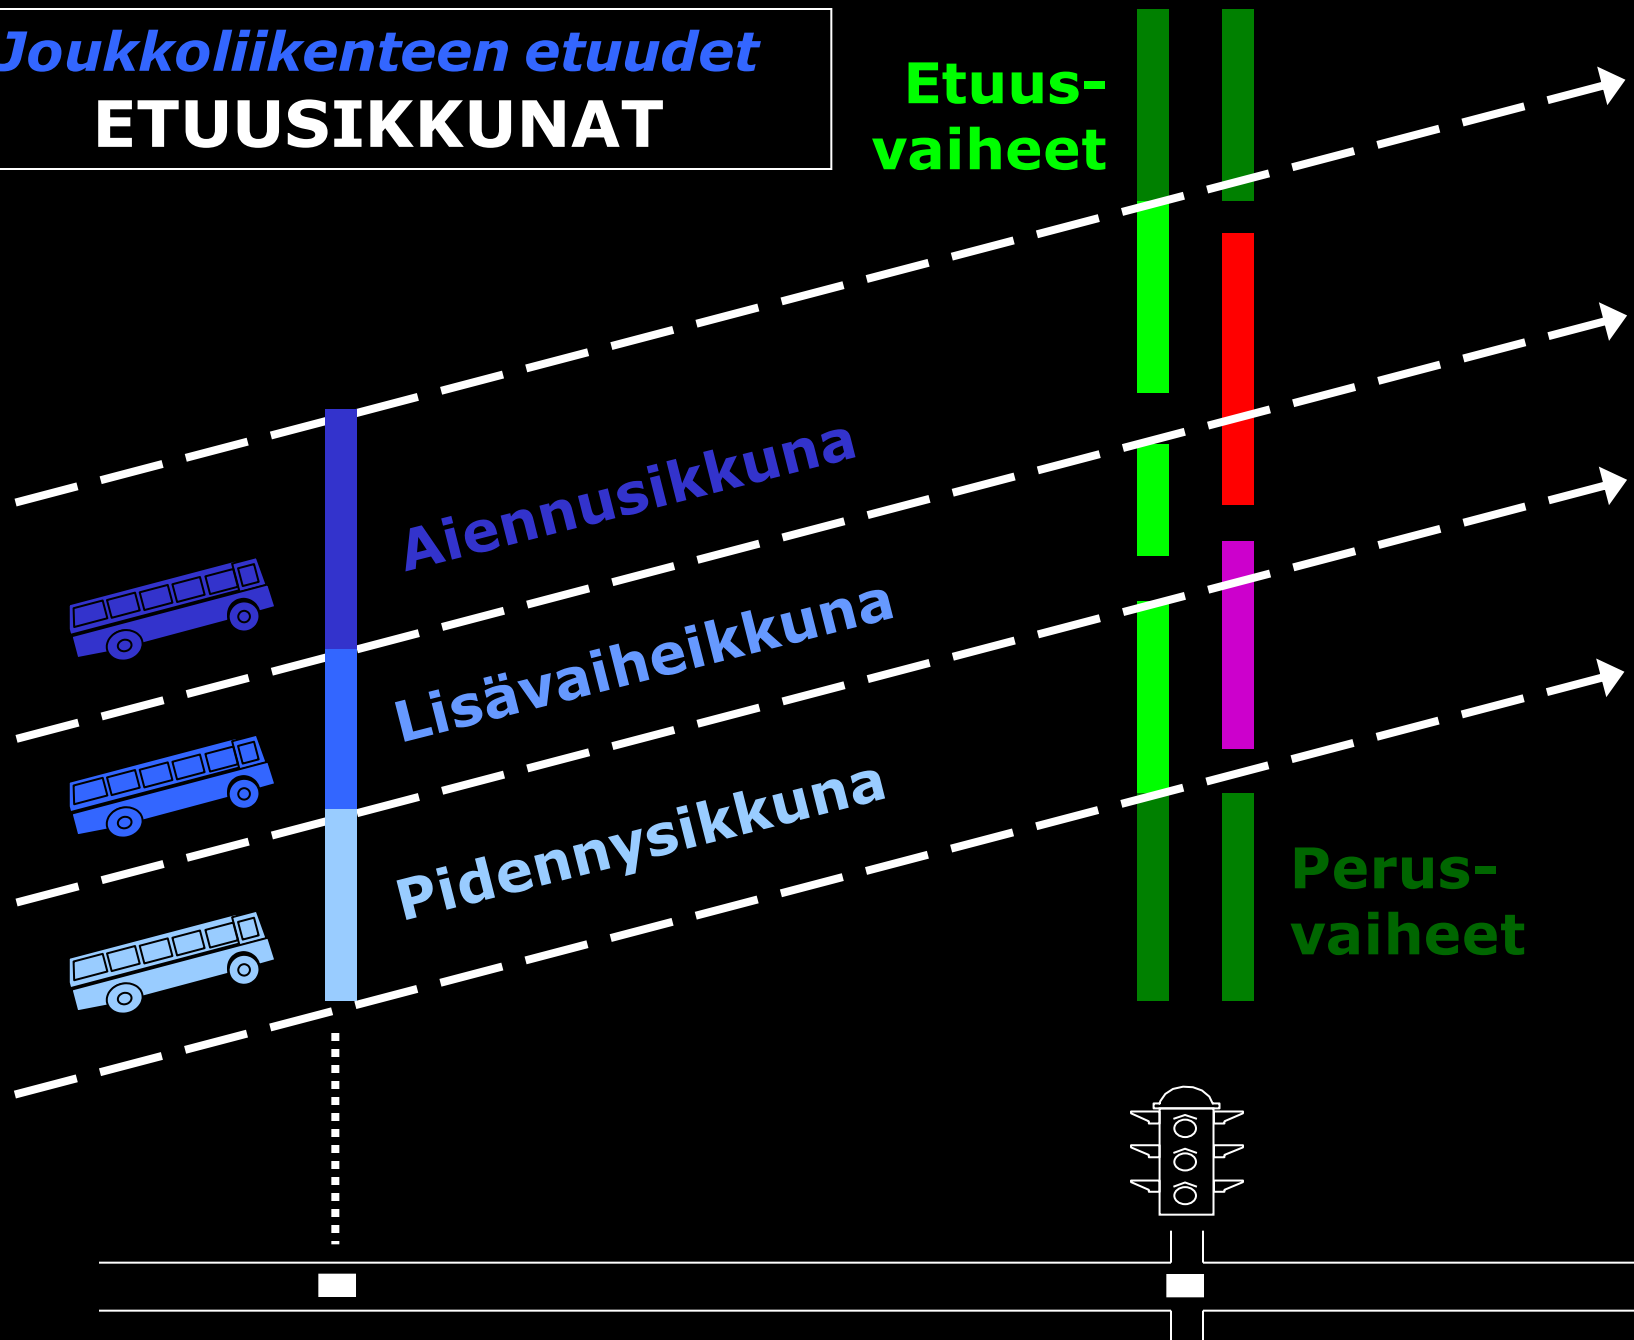 Joukkoliikenteen etuudet
ETUUSIKKUNAT
Etuus-
vaiheet
Aiennusikkuna
Lisävaiheikkuna
Pidennysikkuna
Perus-
vaiheet